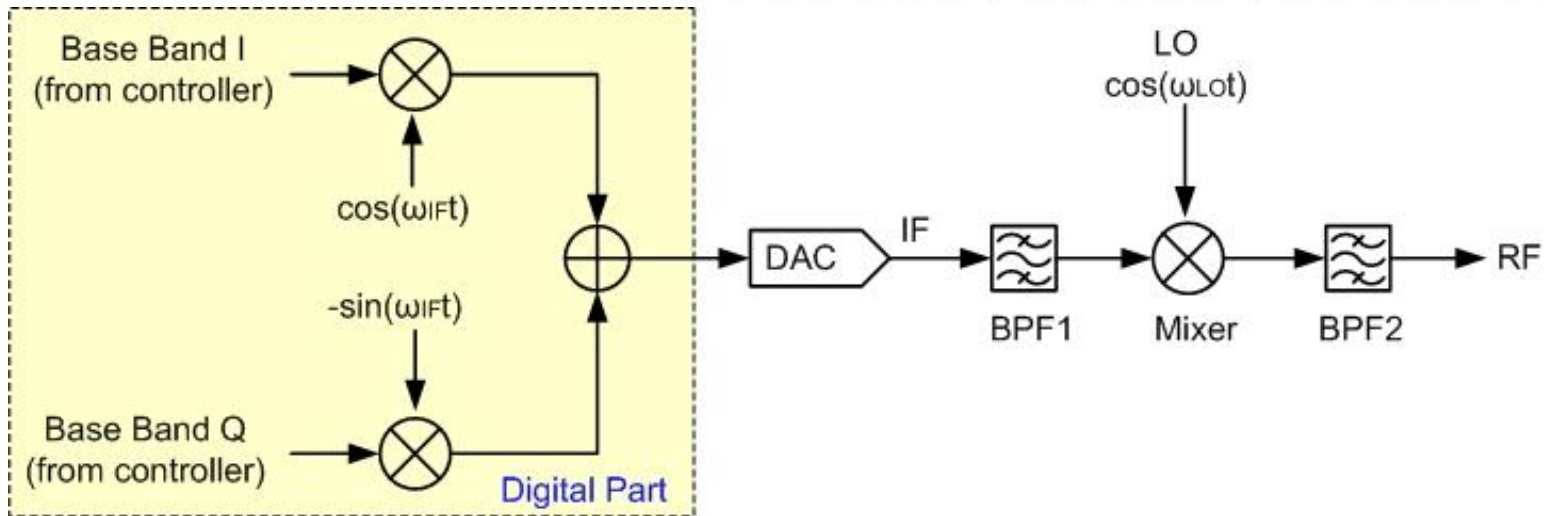 Base Band I
(from controller)
cos(ωIFt)
-sin(ωIFt)
Base Band Q
(from controller)
Digital Part
DAC
IF
BPF1
LO
cos(ωLOt)
Mixer
BPF2
RF